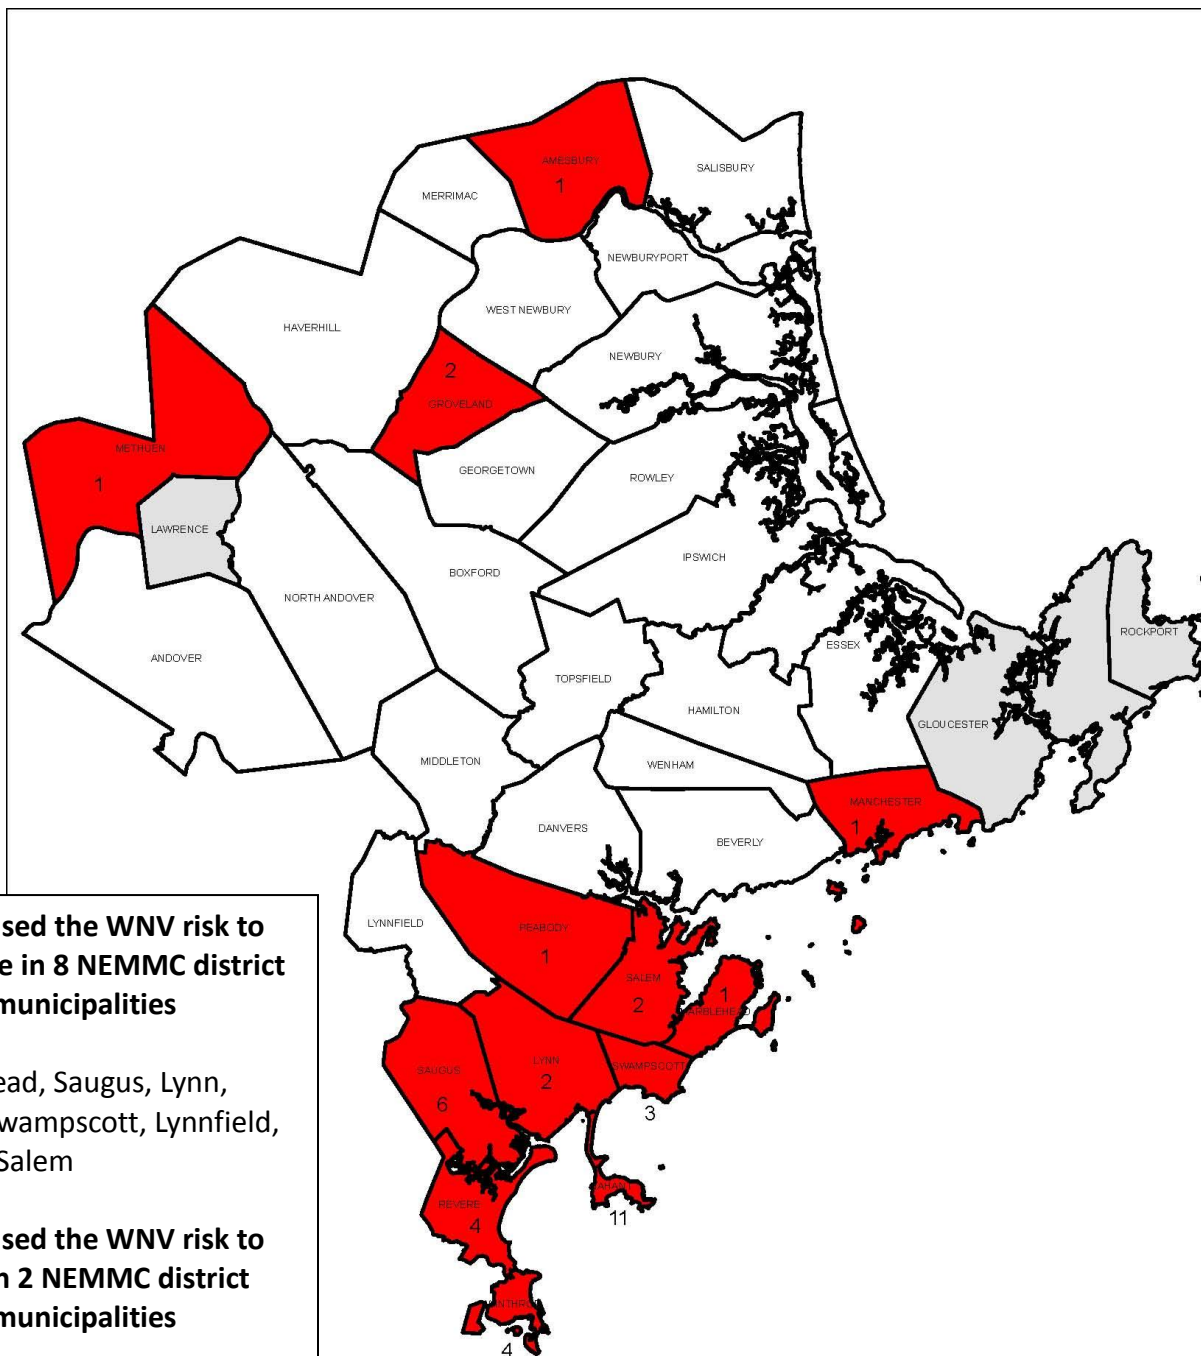 AMESBURY
1
SALISBURY
MERRIMAC
NEWBURYPORT
WEST NEWBURY
HAVERHILL
NEWBURY
2
GROVELAND
METHUEN
1
GEORGETOWN
ROWLEY
LAWRENCE
IPSWICH
BOXFORD
NORTH ANDOVER
ROCKPORT
ESSEX
ANDOVER
TOPSFIELD
HAMILTON
GLOUCESTER
MIDDLETON
WENHAM
MANCHESTER
1
DANVERS
BEVERLY
LYNNFIELD
PEABODY
1
SALEM
2
1
MARBLEHEAD
LYNN
2
SWAMPSCOTT
3
SAUGUS
6
NAHANT
11
REVERE
4
WINTHROP
4
sed the WNV risk to
e in 8 NEMMC district
municipalities
ead, Saugus, Lynn,
wampscott, Lynnfield,
Salem
sed the WNV risk to
n 2 NEMMC district
municipalities